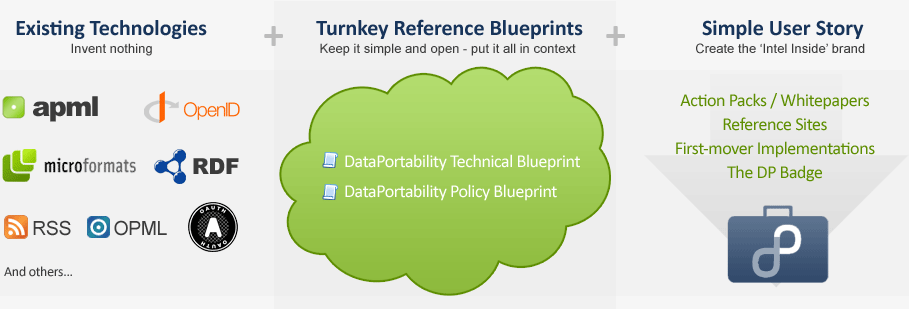 Existing Technologies
Invent nothing
+
Turnkey Reference Blueprints
Keep it simple and open - put it all in context
+
Simple User Story
Create the ‘Intel Inside’ brand
apml
OpenID
microformats
RDF
RSS
OPML
OAUTH
A
OAUTH
And others...
DataPortability Technical Blueprint
DataPortability Policy Blueprint
Action Packs / Whitepapers
Reference Sites
First-mover Implementations
The DP Badge